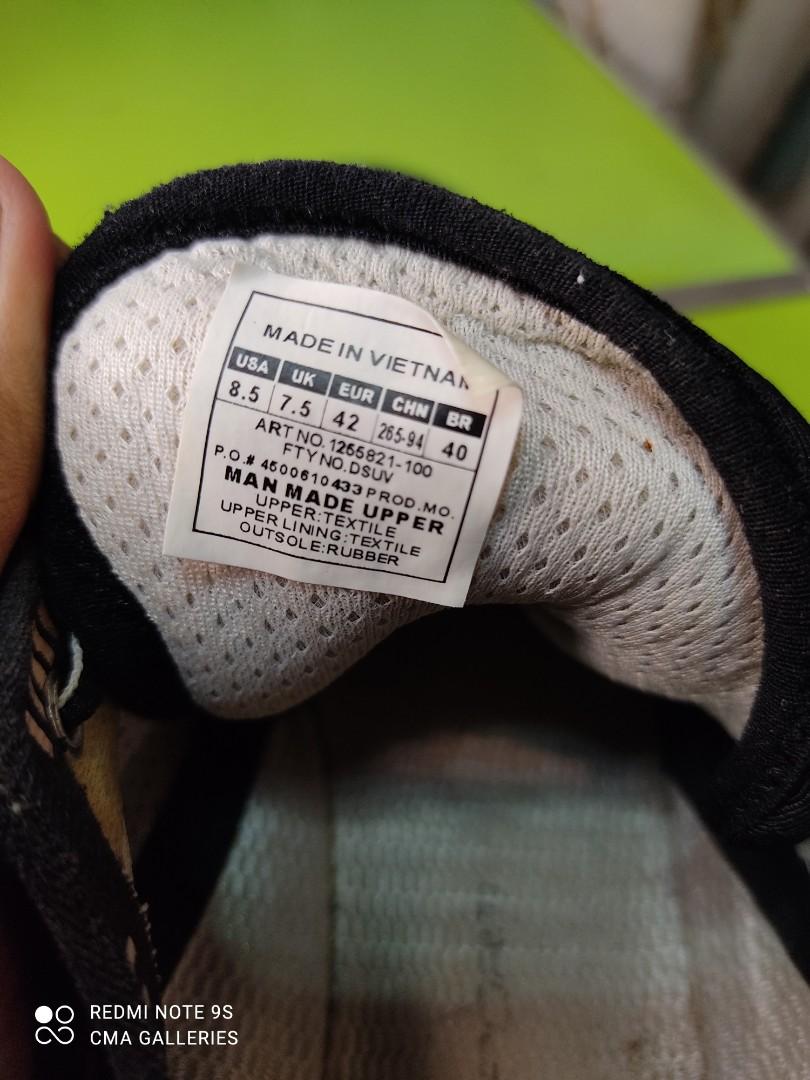 MADE IN VIETNA
USA UK EUR CHN BR
8.5 7.5 42 265-94 40
ART NO. 1255821-100
FTY NO. DSUV
P.O.# 4500610433 PROD.MO.
MAN MADE UPPER
UPPER:TEXTILE
UPPER LINING:TEXTILE
OUTSOLE:RUBBER
REDMI NOTE 9S
CMA GALLERIES